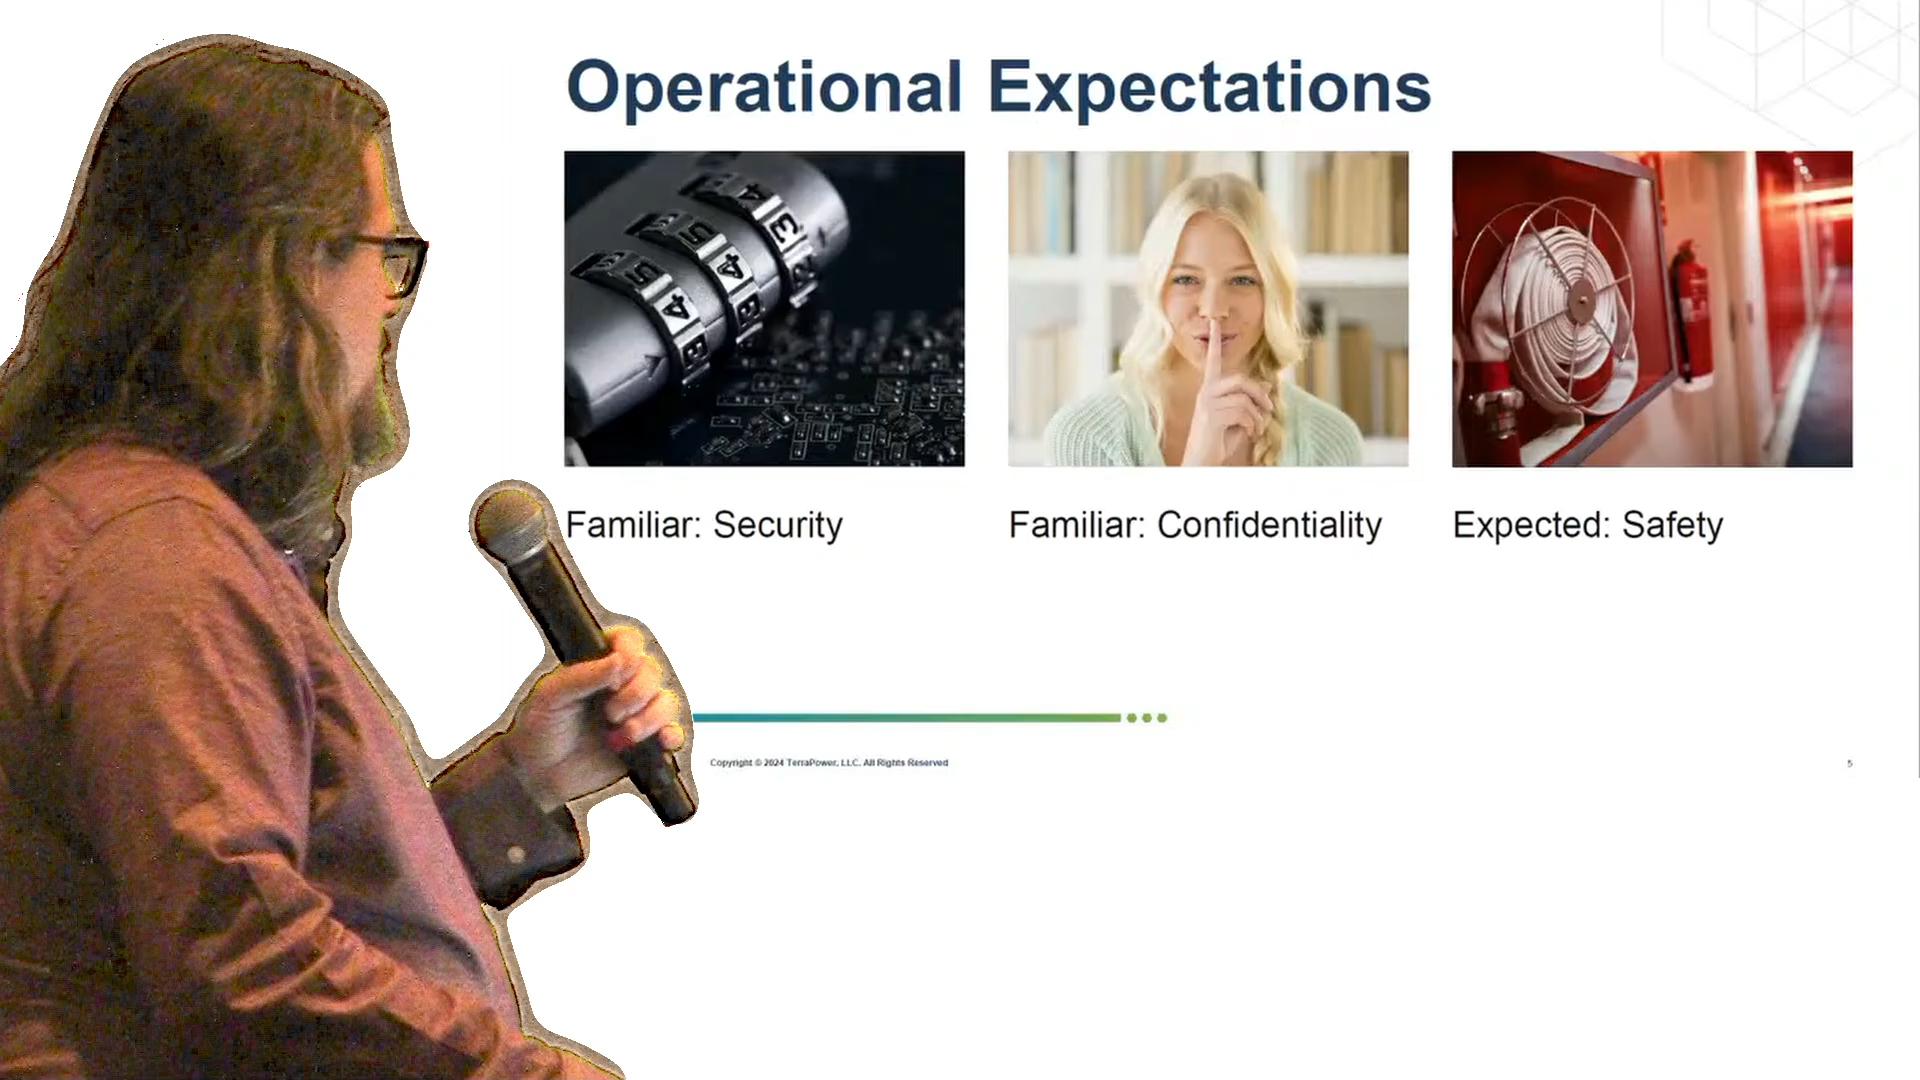 Operational Expectations
Familiar: Security
Familiar: Confidentiality
Expected: Safety
Copyright © 2024 TerraPower, LLC. All Rights Reserved
5